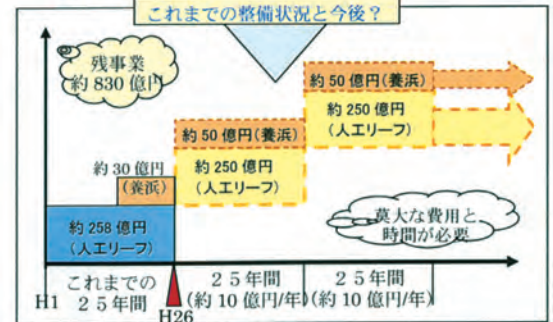 これまでの整備状況と今後?
残事業
約830億円
約50億円(養浜)
約250億円
(人工リーフ)
約50億円(養浜)
約250億円
(人工リーフ)
約30億円
(養浜)
約258億円
(人工リーフ)
莫大な費用と、
時間が必要
H1
これまでの
25年間
H26
25年間
(約10億円/年)
25年間
(約10億円/年)